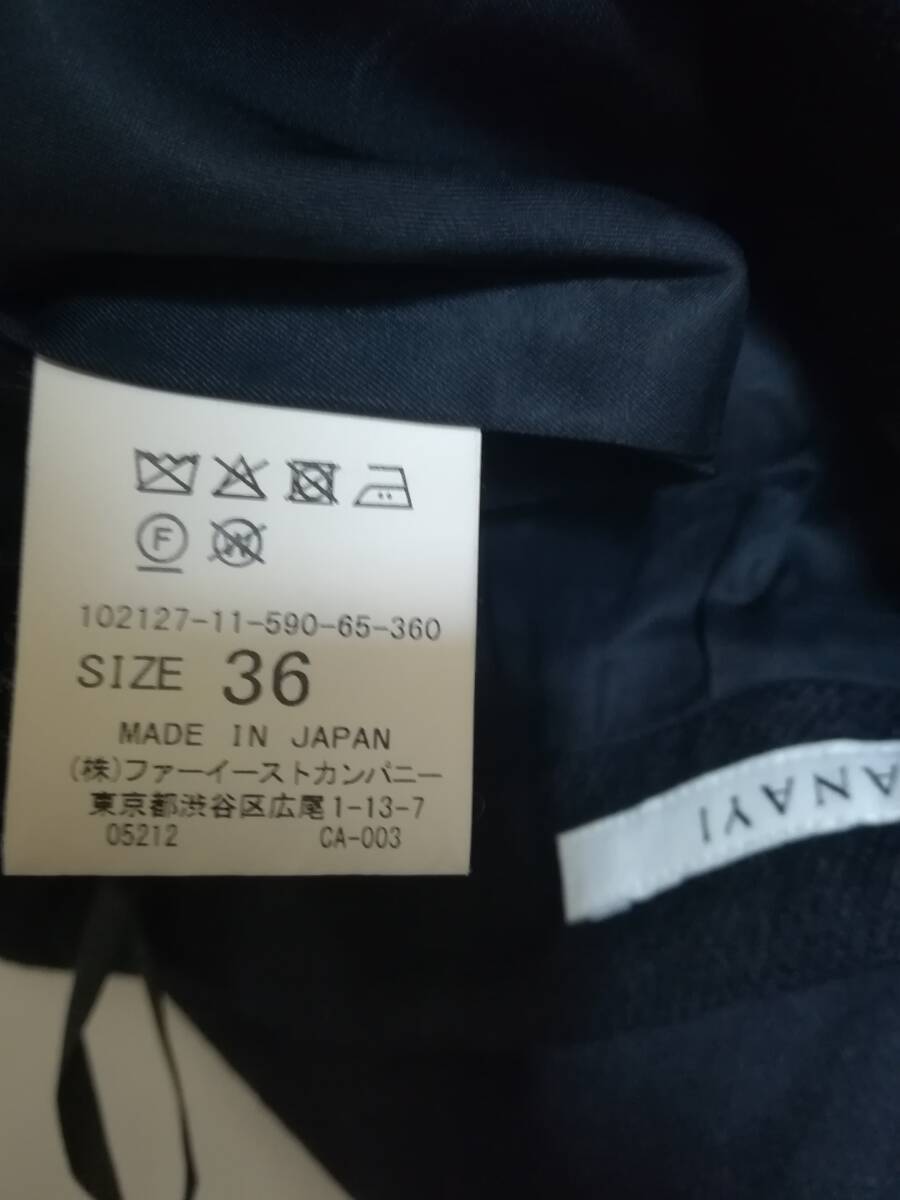 F
W
102127-11-590-65-360
SIZE 36
MADE IN JAPAN
(株)ファーイーストカンパニー
東京都渋谷区広尾1-13-7
05212 CA-003
ANAYI